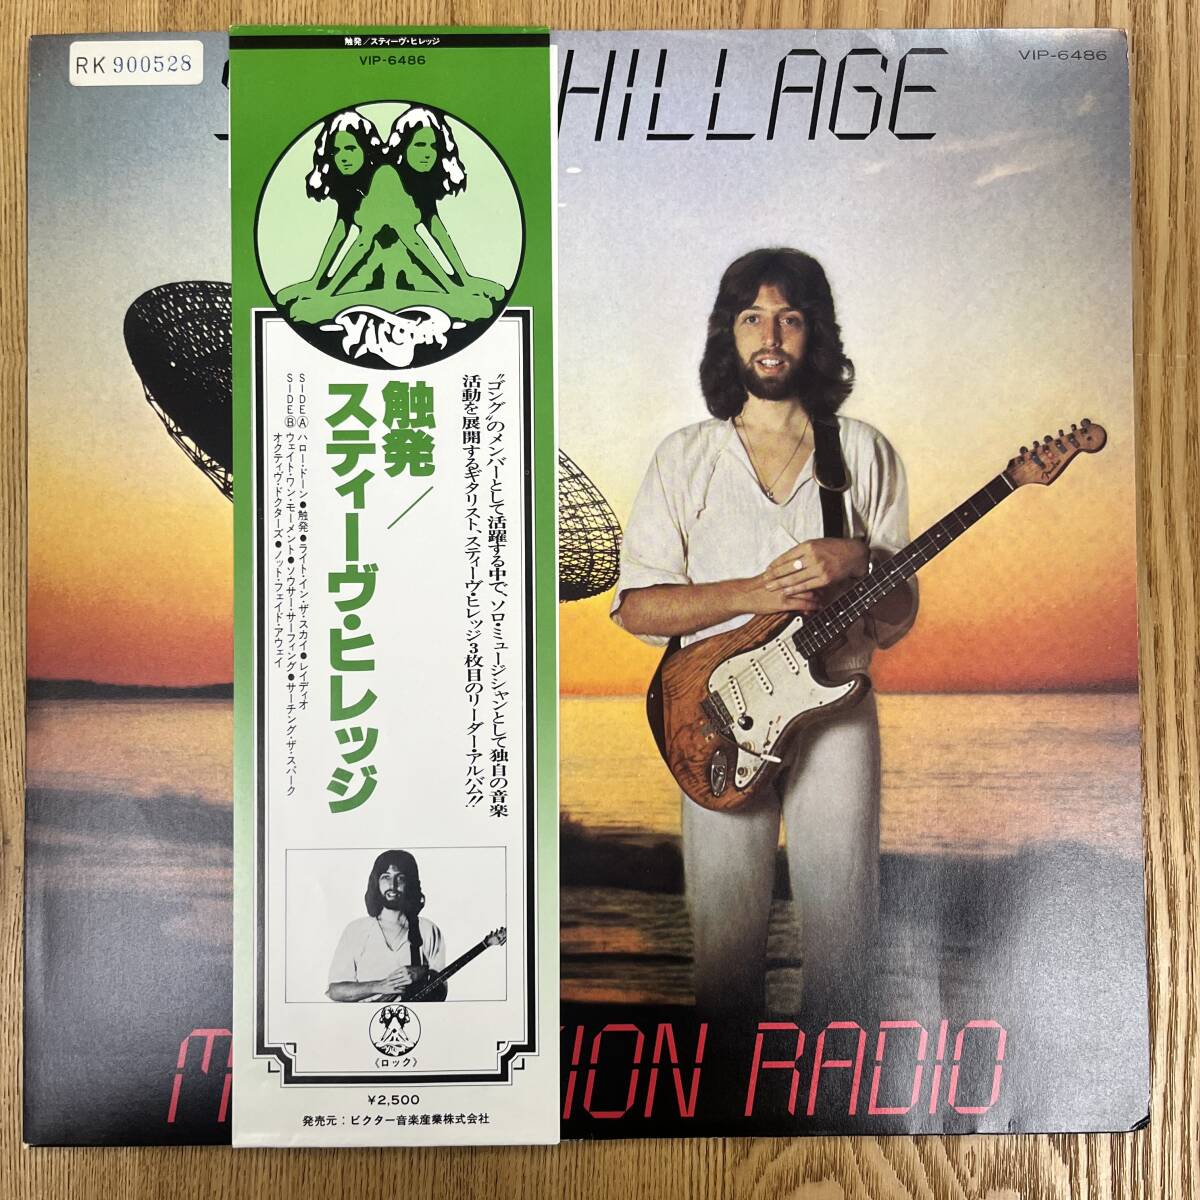 RK 900528
HILLAGE
VIP-6486
触発/スティーヴ・ヒレッジ
VIP-6486
Virgin
"ゴング"のメンバーとして活躍する中で、ソロ・ミュージシャンとして独自の音楽
活動を展開するギタリスト、スティーヴ・ヒレッジ3枚目のリーダー・アルバム!!
触発/
スティーヴ・ヒレッジ
SIDE Ⓐ ハロー・ドーン●触発●ライト・イン・ザ・スカイ●レイディオ
SIDE Ⓑ ウェイト・ワン・モーメント●ソウサー・サーフィング●サーチング・ザ・スパーク
オクティヴ・ドクターズ●ノット・フェイド・アウェイ
Fender
《ロック》
¥2,500
発売元:ビクター音楽産業株式会社
ION RADIO